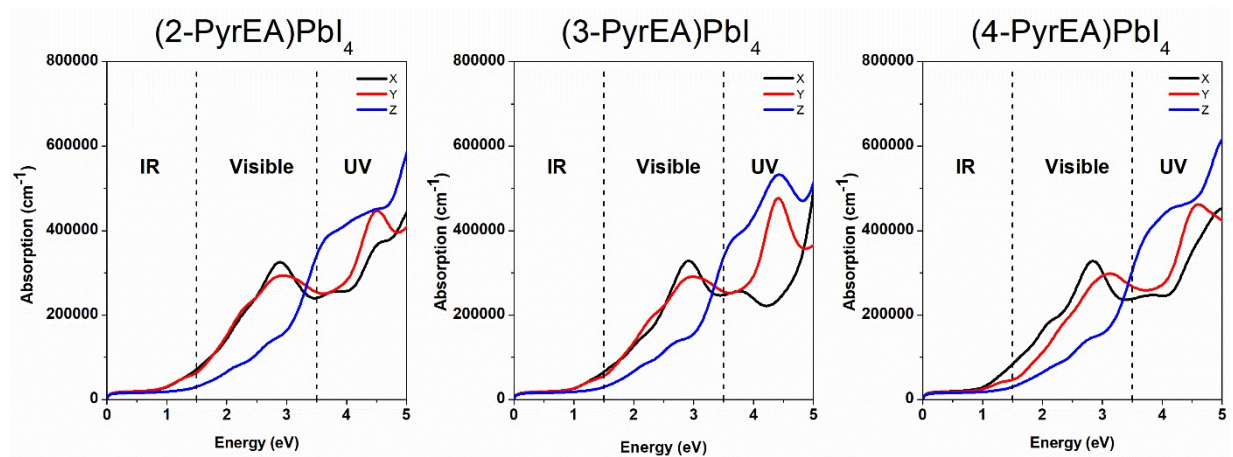 (2-PyrEA)PbI₄
800000
600000
400000
200000
0
Absorption (cm⁻¹)
X
Y
Z
IR
Visible
UV
0
1
2
3
4
5
Energy (eV)
(3-PyrEA)PbI₄
800000
600000
400000
200000
0
Absorption (cm⁻¹)
X
Y
Z
IR
Visible
UV
0
1
2
3
4
5
Energy (eV)
(4-PyrEA)PbI₄
800000
600000
400000
200000
0
Absorption (cm⁻¹)
X
Y
Z
IR
Visible
UV
0
1
2
3
4
5
Energy (eV)